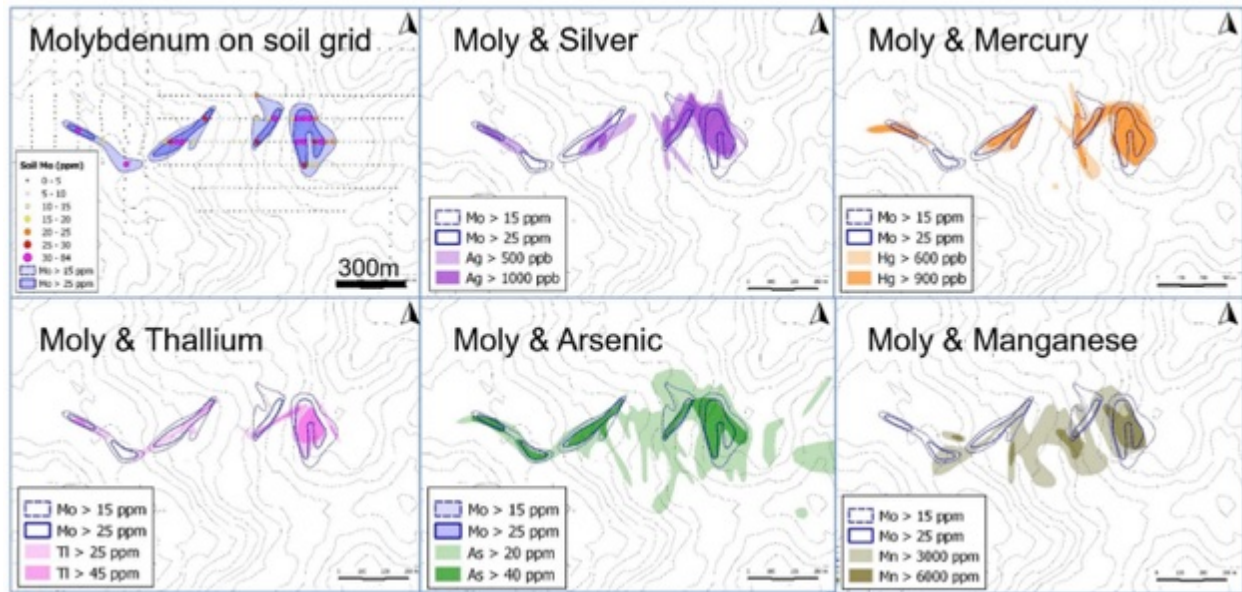 Molybdenum on soil grid
Soil Mo (ppm)
0 - 5
5 - 10
10 - 15
15 - 20
20 - 25
25 - 30
30 - 84
Mo > 15 ppm
Mo > 25 ppm
300m
Moly & Silver
Mo > 15 ppm
Mo > 25 ppm
Ag > 500 ppb
Ag > 1000 ppb
Moly & Mercury
Mo > 15 ppm
Mo > 25 ppm
Hg > 600 ppb
Hg > 900 ppb
Moly & Thallium
Mo > 15 ppm
Mo > 25 ppm
Tl > 25 ppm
Tl > 45 ppm
Moly & Arsenic
Mo > 15 ppm
Mo > 25 ppm
As > 20 ppm
As > 40 ppm
Moly & Manganese
Mo > 15 ppm
Mo > 25 ppm
Mn > 3000 ppm
Mn > 6000 ppm